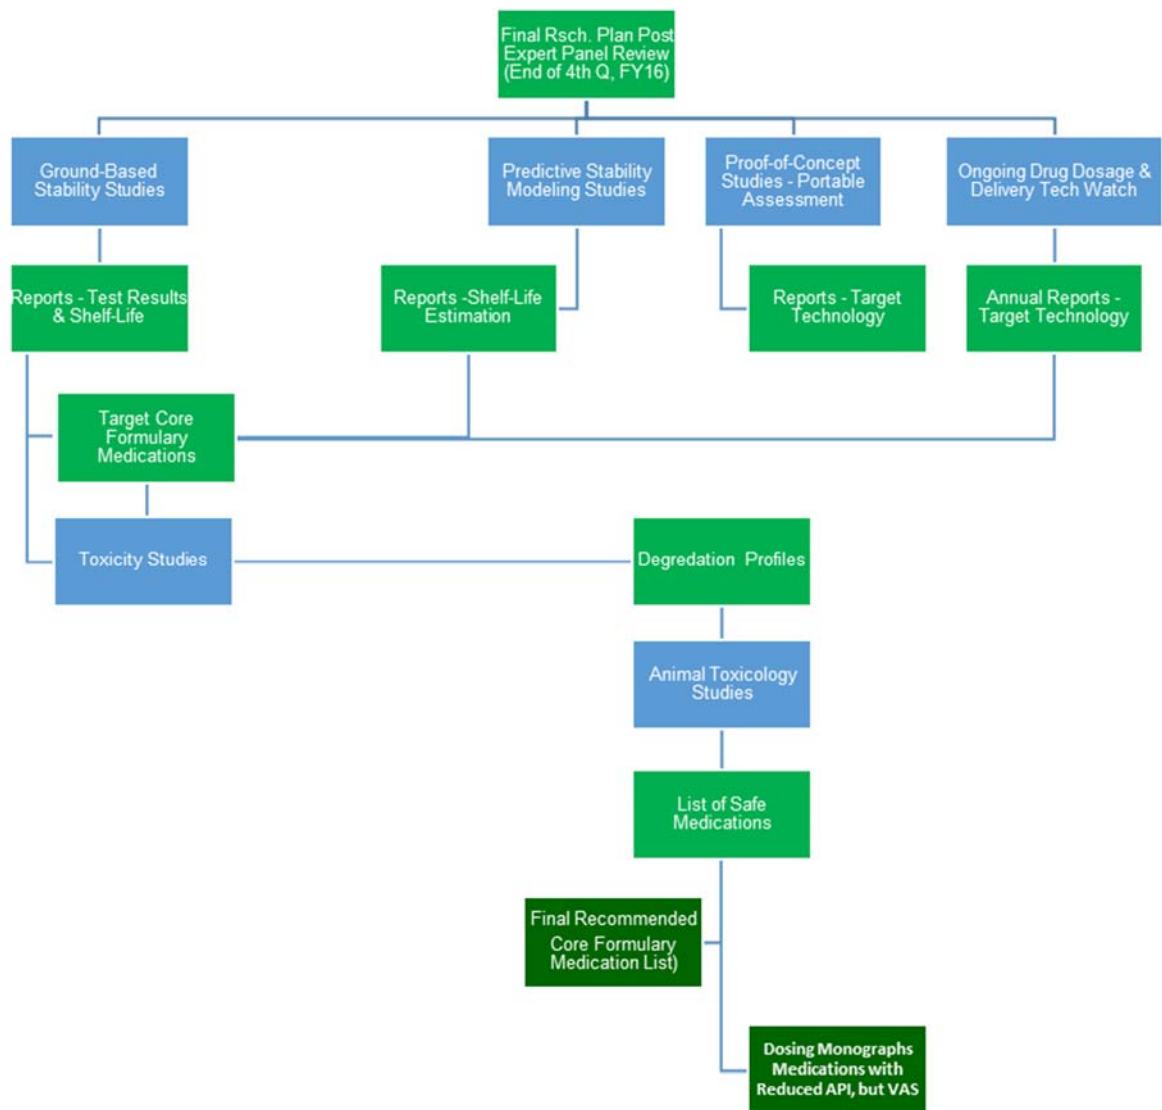 Final Rsch. Plan Post
Expert Panel Review
(End of 4th Q, FY16)
Ground-Based
Stability Studies
Predictive Stability
Modeling Studies
Proof-of-Concept
Studies - Portable
Assessment
Ongoing Drug Dosage &
Delivery Tech Watch
Reports - Test Results
& Shelf-Life
Reports -Shelf-Life
Estimation
Reports - Target
Technology
Annual Reports -
Target Technology
Target Core
Formulary
Medications
Toxicity Studies
Degredation Profiles
Animal Toxicology
Studies
List of Safe
Medications
Final Recommended
Core Formulary
Medication List)
Dosing Monographs
Medications with
Reduced API, but VAS